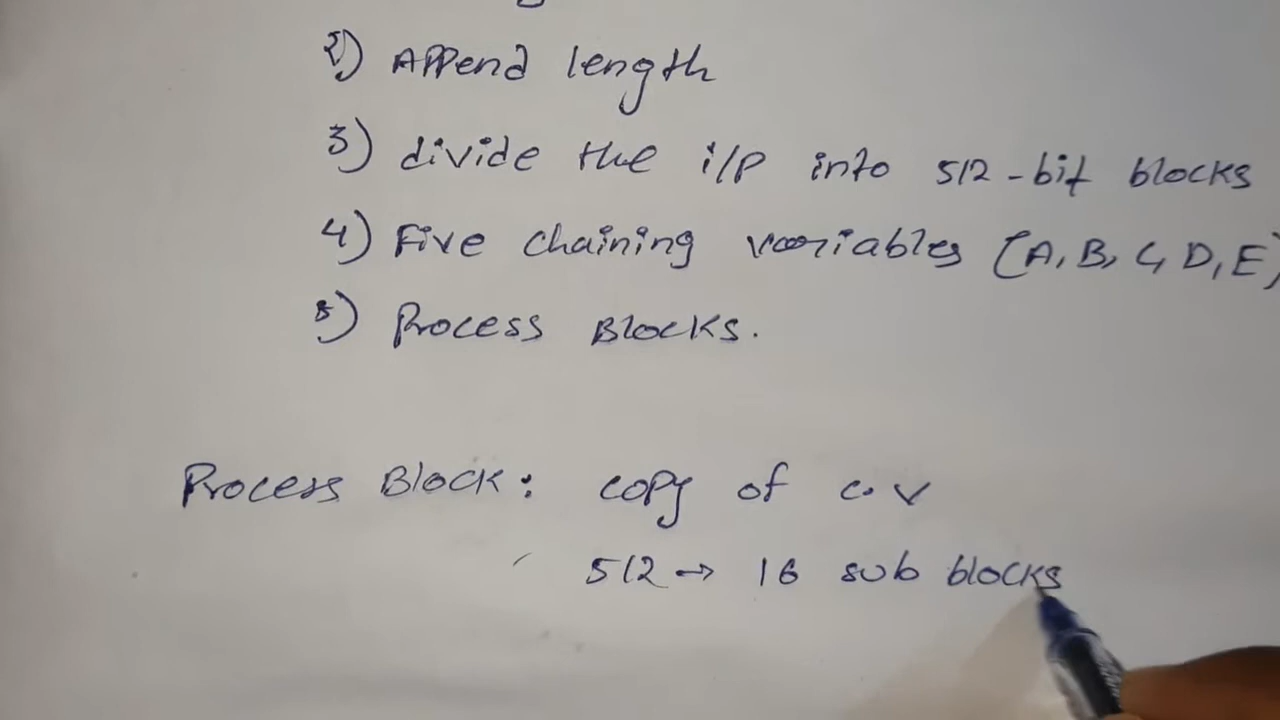 2) Append length
3) divide the i/p into 512-bit blocks
4) Five chaining variables [A, B, C, D, E]
5) Process Blocks.
Process Block: copy of c.v
512 → 16 sub blocks